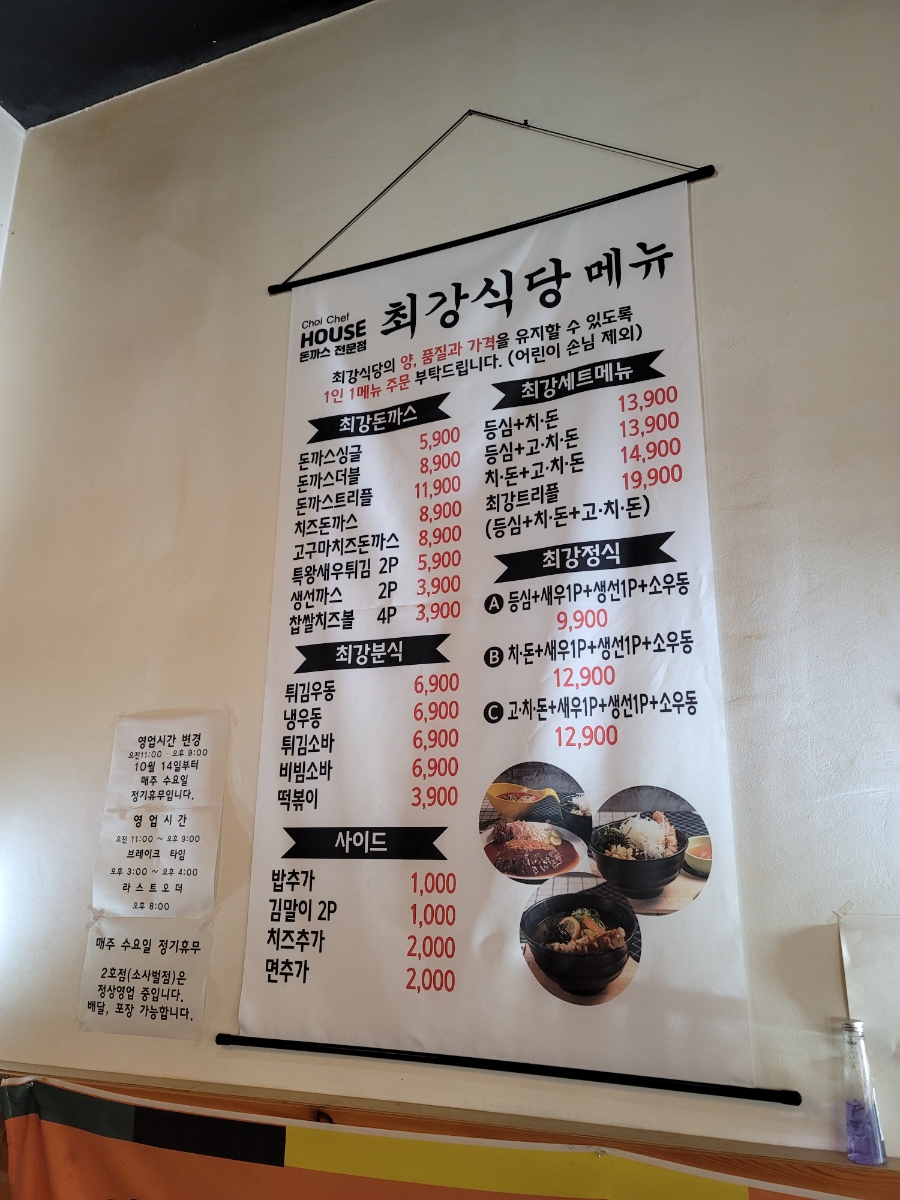 Choi Chef
HOUSE
돈까스 전문점
최강식당 메뉴
최강식당의 양, 품질과 가격을 유지할 수 있도록
1인 1메뉴 주문 부탁드립니다. (어린이 손님 제외)
최강돈까스
돈까스싱글 5,900
돈까스더블 8,900
돈까스트리플 11,900
치즈돈까스 8,900
고구마치즈돈까스 8,900
특왕새우튀김 2P 5,900
생선까스 2P 3,900
찹쌀치즈볼 4P 3,900
최강분식
튀김우동 6,900
냉우동 6,900
튀김소바 6,900
비빔소바 6,900
떡볶이 3,900
사이드
밥추가 1,000
김말이 2P 1,000
치즈추가 2,000
면추가 2,000
최강세트메뉴
등심+치·돈 13,900
등심+고·치·돈 13,900
치·돈+고·치·돈 14,900
최강트리플 19,900
(등심+치·돈+고·치·돈)
최강정식
A 등심+새우1P+생선1P+소우동
9,900
B 치·돈+새우1P+생선1P+소우동
12,900
C 고·치·돈+새우1P+생선1P+소우동
12,900
영업시간 변경
오전11:00 - 오후 9:00
10월 14일부터
매주 수요일
정기휴무입니다.
영 업 시 간
오전 11:00 ~ 오후 9:00
브레이크 타임
오후 3:00 ~ 오후 4:00
라 스 트 오 더
오후 8:00
매주 수요일 정기휴무
2호점(소사벌점)은
정상영업 중입니다.
배달, 포장 가능합니다.